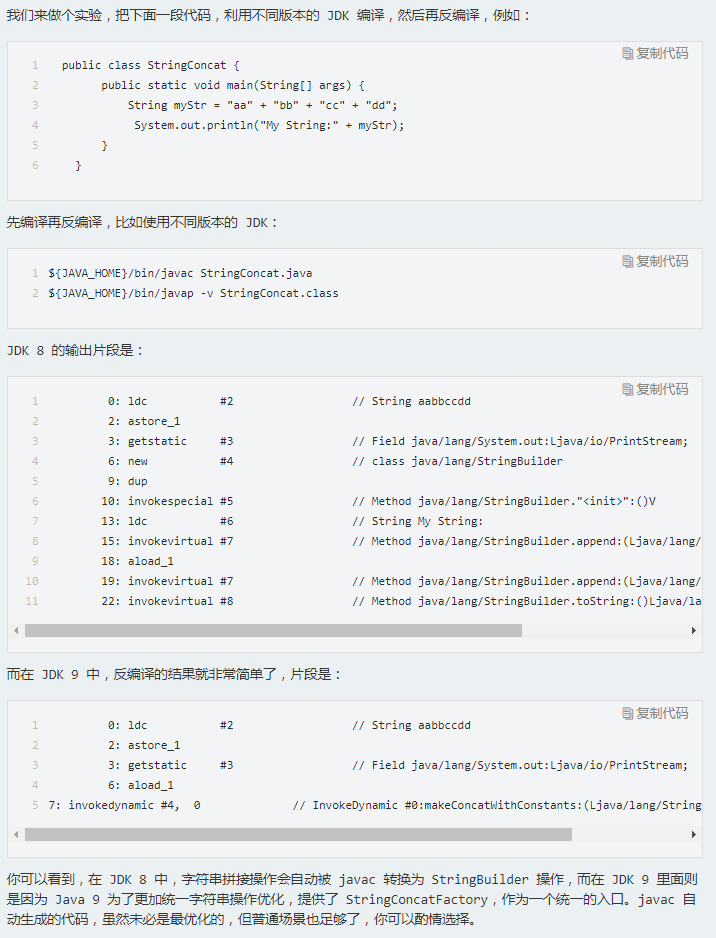 我们来做个实验，把下面一段代码，利用不同版本的 JDK 编译，然后再反编译，例如：
复制代码
1 public class StringConcat {
2 public static void main(String[] args) {
3 String myStr = "aa" + "bb" + "cc" + "dd";
4 System.out.println("My String:" + myStr);
5 }
6 }
先编译再反编译，比如使用不同版本的 JDK：
复制代码
1 ${JAVA_HOME}/bin/javac StringConcat.java
2 ${JAVA_HOME}/bin/javap -v StringConcat.class
JDK 8 的输出片段是：
复制代码
1 0: ldc #2 // String aabbccdd
2 2: astore_1
3 3: getstatic #3 // Field java/lang/System.out:Ljava/io/PrintStream;
4 6: new #4 // class java/lang/StringBuilder
5 9: dup
6 10: invokespecial #5 // Method java/lang/StringBuilder."<init>":()V
7 13: ldc #6 // String My String:
8 15: invokevirtual #7 // Method java/lang/StringBuilder.append:(Ljava/lang/
9 18: aload_1
10 19: invokevirtual #7 // Method java/lang/StringBuilder.append:(Ljava/lang/
11 22: invokevirtual #8 // Method java/lang/StringBuilder.toString:()Ljava/la
而在 JDK 9 中，反编译的结果就非常简单了，片段是：
复制代码
1 0: ldc #2 // String aabbccdd
2 2: astore_1
3 3: getstatic #3 // Field java/lang/System.out:Ljava/io/PrintStream;
4 6: aload_1
5 7: invokedynamic #4, 0 // InvokeDynamic #0:makeConcatWithConstants:(Ljava/lang/String
你可以看到，在 JDK 8 中，字符串拼接操作会自动被 javac 转换为 StringBuilder 操作，而在 JDK 9 里面则
是因为 Java 9 为了更加统一字符串操作优化，提供了 StringConcatFactory，作为一个统一的入口。javac 自
动生成的代码，虽然未必是最优化的，但普通场景也足够了，你可以酌情选择。